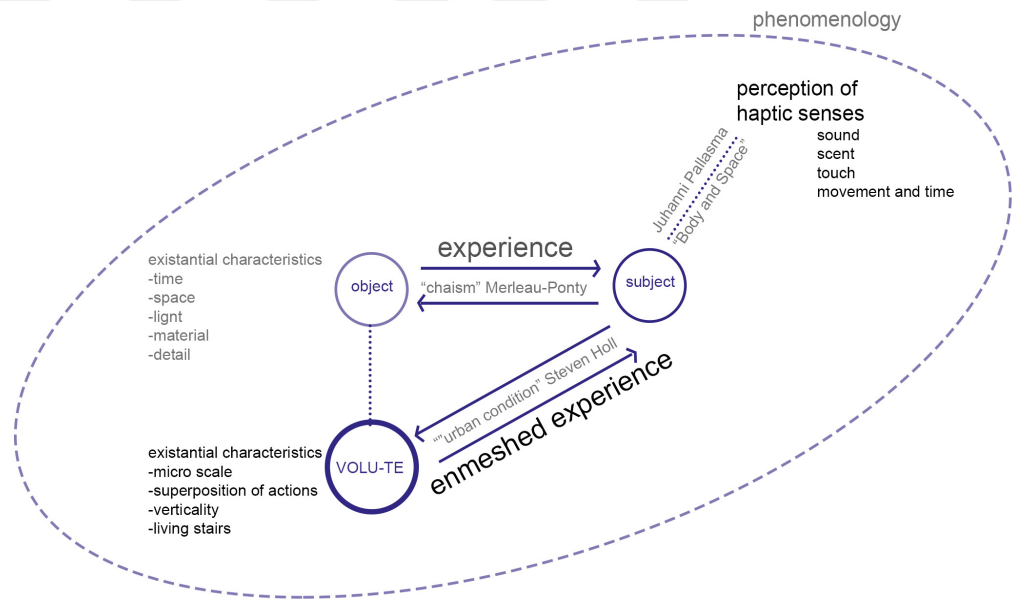 phenomenology
perception of
haptic senses
sound
scent
touch
movement and time
Juhanni Pallasma
“Body and Space”
experience
“chaism” Merleau-Ponty
object
subject
existantial characteristics
-time
-space
-lignt
-material
-detail
“”urban condition” Steven Holl
enmeshed experience
VOLU-TE
existantial characteristics
-micro scale
-superposition of actions
-verticality
-living stairs